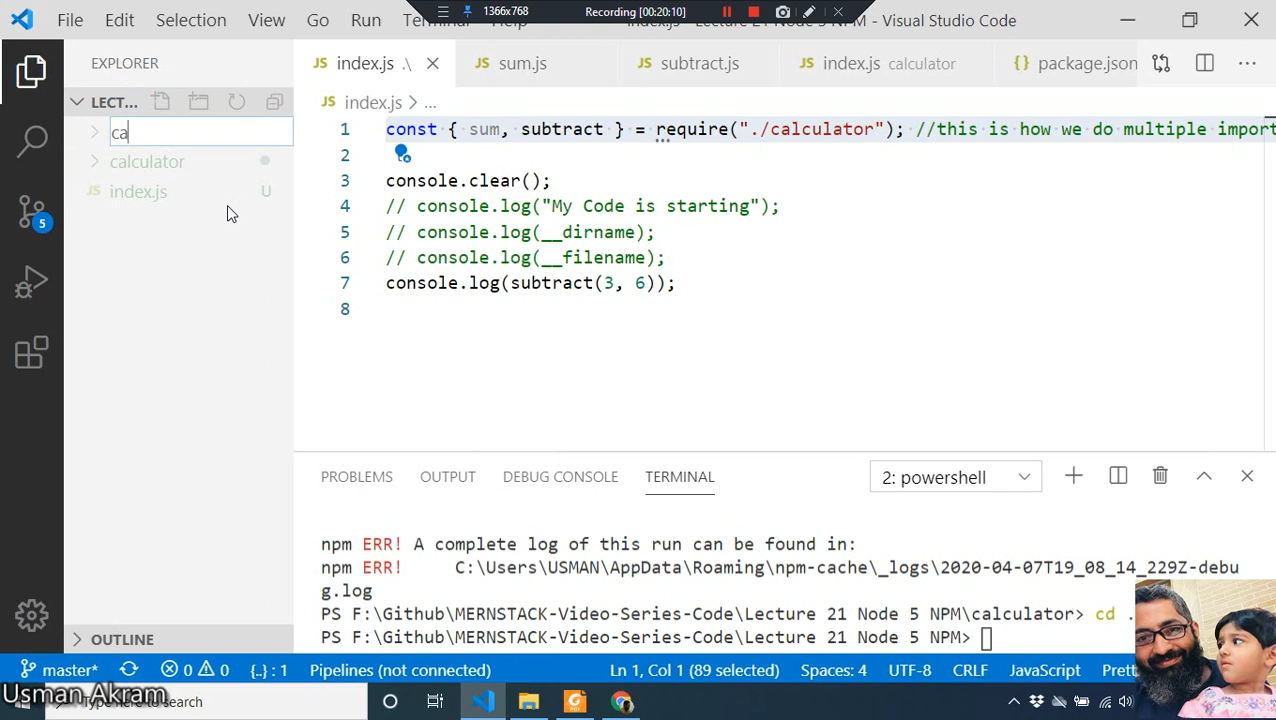 File Edit Selection View Go Run Terminal Help index.js - Lecture 21 Node 5 NPM - Visual Studio Code
1366x768 Recording [00:20:10]
EXPLORER
LECT...
ca
calculator
JS index.js U
JS index.js .\ JS sum.js JS subtract.js JS index.js calculator {} package.json ...
JS index.js > ...
1 const { sum, subtract } = require("./calculator"); //this is how we do multiple import
2
3 console.clear();
4 // console.log("My Code is starting");
5 // console.log(__dirname);
6 // console.log(__filename);
7 console.log(subtract(3, 6));
8
5
PROBLEMS OUTPUT DEBUG CONSOLE TERMINAL 2: powershell
npm ERR! A complete log of this run can be found in:
npm ERR! C:\Users\USMAN\AppData\Roaming\npm-cache\_logs\2020-04-07T19_08_14_229Z-debu
g.log
PS F:\Github\MERNSTACK-Video-Series-Code\Lecture 21 Node 5 NPM\calculator> cd .
PS F:\Github\MERNSTACK-Video-Series-Code\Lecture 21 Node 5 NPM>
OUTLINE
master* 0 0 {..} : 1 Pipelines (not connected) Ln 1, Col 1 (89 selected) Spaces: 4 UTF-8 CRLF JavaScript
Usman Akram
Type here to search